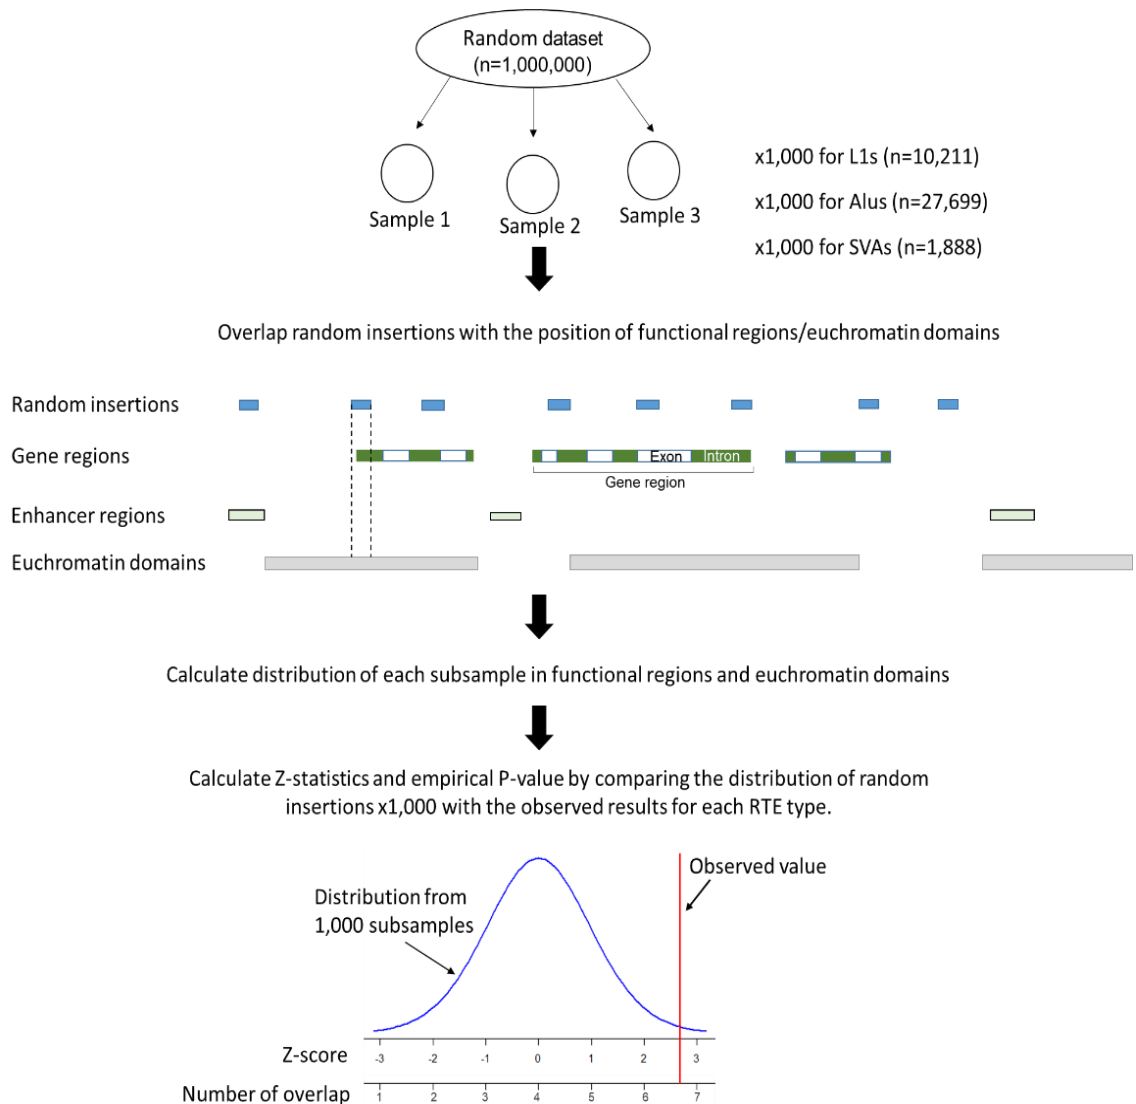 Random dataset
(n=1,000,000)
Sample 1
Sample 2
Sample 3
x1,000 for L1s (n=10,211)
x1,000 for Alus (n=27,699)
x1,000 for SVAs (n=1,888)
Overlap random insertions with the position of functional regions/euchromatin domains
Random insertions
Gene regions
Exon
Intron
Gene region
Enhancer regions
Euchromatin domains
Calculate distribution of each subsample in functional regions and euchromatin domains
Calculate Z-statistics and empirical P-value by comparing the distribution of random
insertions x1,000 with the observed results for each RTE type.
Observed value
Distribution from
1,000 subsamples
Z-score
-3 -2 -1 0 1 2 3
Number of overlap
1 2 3 4 5 6 7